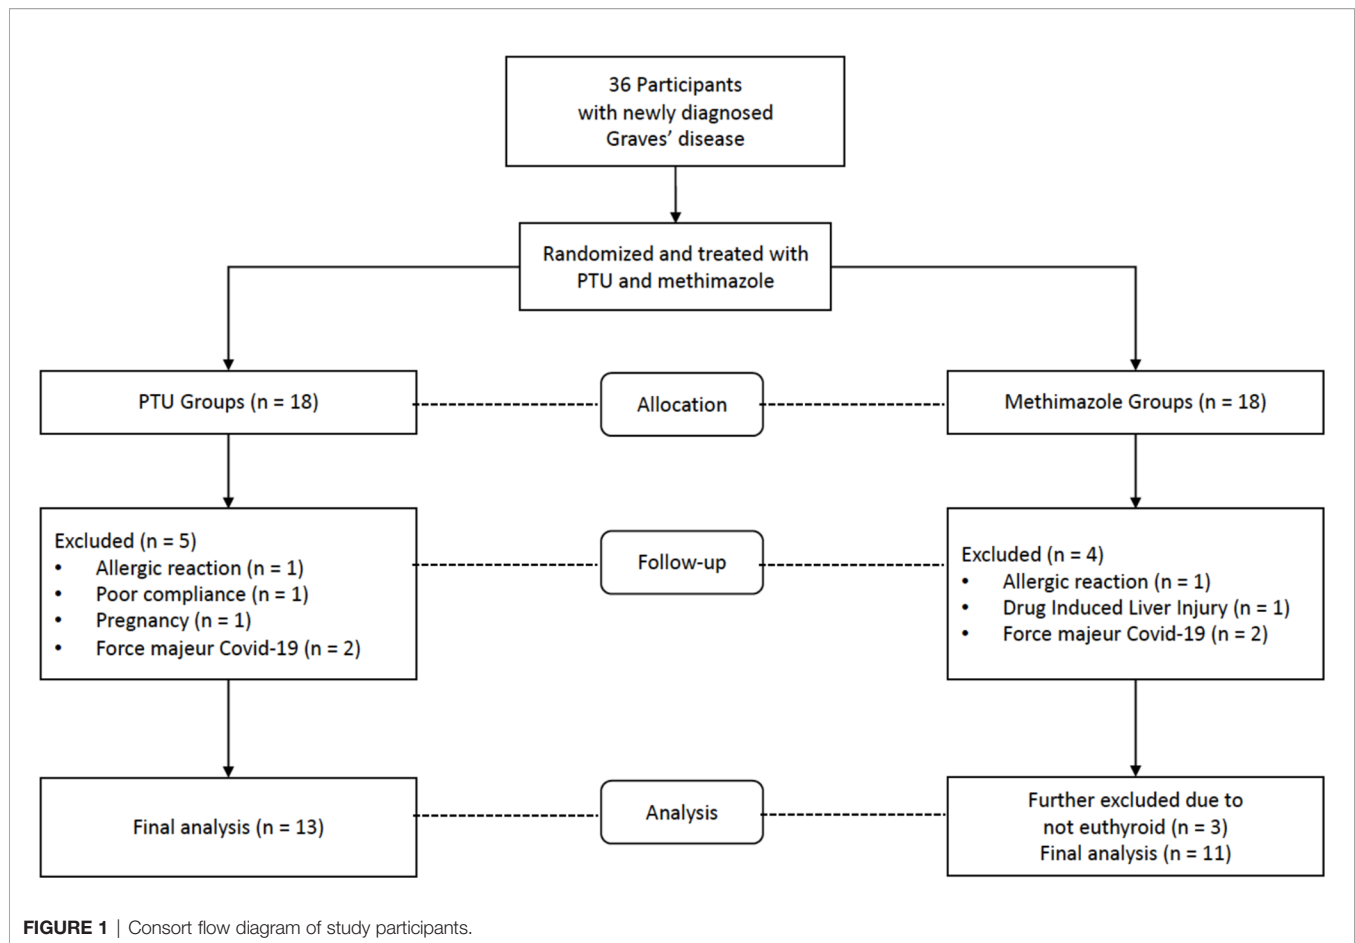 36 Participants
with newly diagnosed
Graves’ disease
Randomized and treated with
PTU and methimazole
PTU Groups (n = 18)
Allocation
Methimazole Groups (n = 18)
Excluded (n = 5)
• Allergic reaction (n = 1)
• Poor compliance (n = 1)
• Pregnancy (n = 1)
• Force majeur Covid-19 (n = 2)
Follow-up
Excluded (n = 4)
• Allergic reaction (n = 1)
• Drug Induced Liver Injury (n = 1)
• Force majeur Covid-19 (n = 2)
Final analysis (n = 13)
Analysis
Further excluded due to
not euthyroid (n = 3)
Final analysis (n = 11)
FIGURE 1 | Consort flow diagram of study participants.